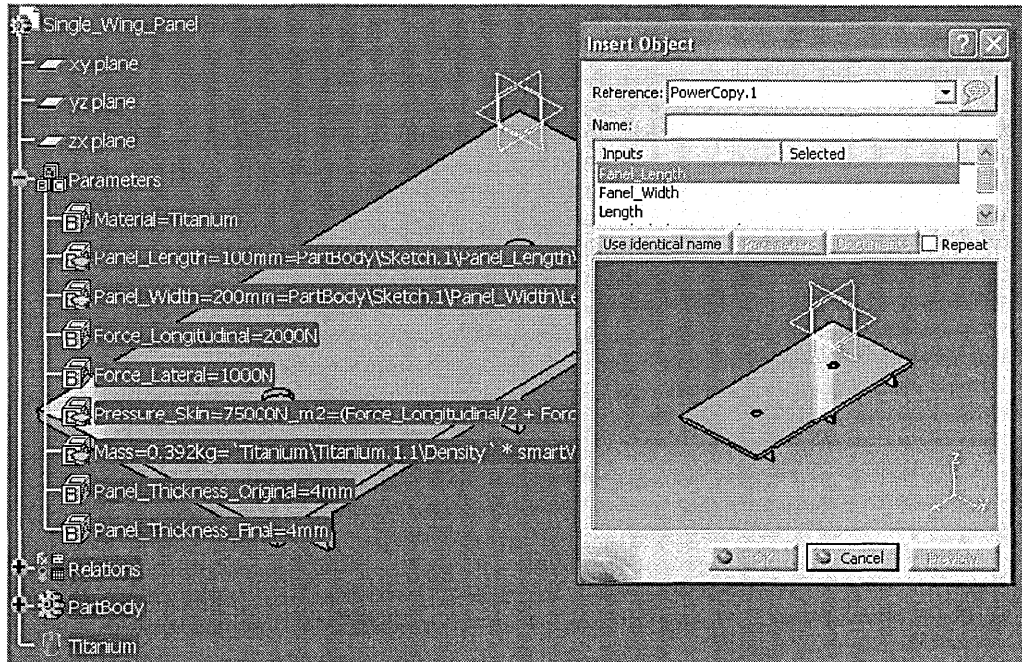 Single_Wing_Panel
xy plane
yz plane
zx plane
Parameters
Material=Titanium
Panel_Length=100mm=PartBody\Sketch.1\Panel_Length\
Panel_Width=200mm=PartBody\Sketch.1\Panel_Width\Le
Force_Longitudinal=2000N
Force_Lateral=1000N
Pressure_Skin=75000N_m2=(Force_Longitudinal/2 + Forc
Mass=0.392kg=`Titanium\Titanium.1.1\Density` * smartV
Panel_Thickness_Original=4mm
Panel_Thickness_Final=4mm
Relations
PartBody
Titanium
Insert Object
Reference: PowerCopy.1
Name:
Inputs Selected
Fanel_Length
Fanel_Width
Length
Use identical name Parameters Documents Repeat
Cancel Preview
z
x y